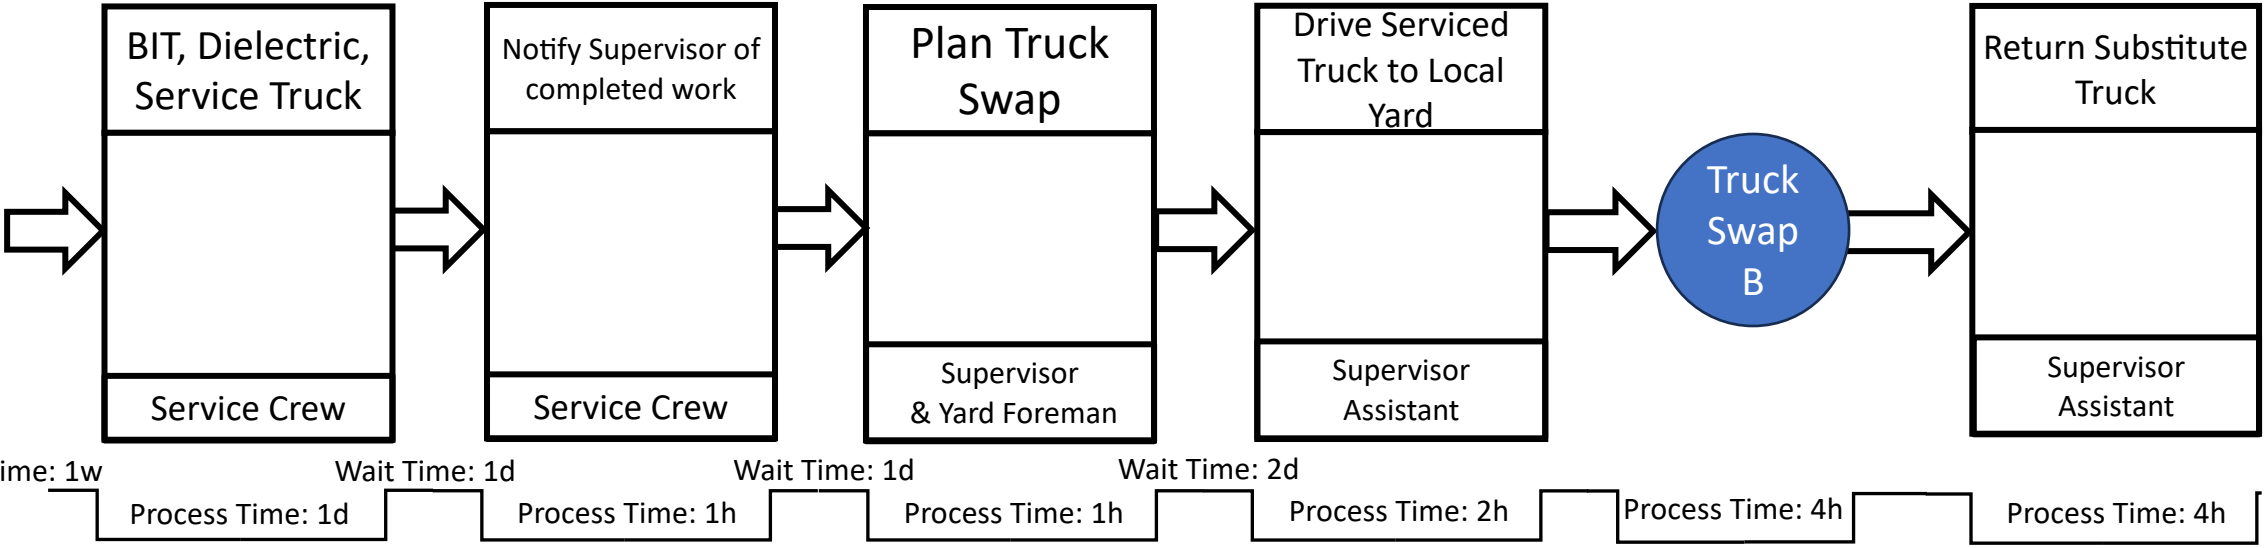 BIT, Dielectric,
Service Truck
Service Crew
Notify Supervisor of
completed work
Service Crew
Plan Truck
Swap
Supervisor
& Yard Foreman
Drive Serviced
Truck to Local
Yard
Supervisor
Assistant
Truck
Swap
B
Return Substitute
Truck
Supervisor
Assistant
ime: 1w
Wait Time: 1d
Wait Time: 1d
Wait Time: 2d
Process Time: 1d
Process Time: 1h
Process Time: 1h
Process Time: 2h
Process Time: 4h
Process Time: 4h